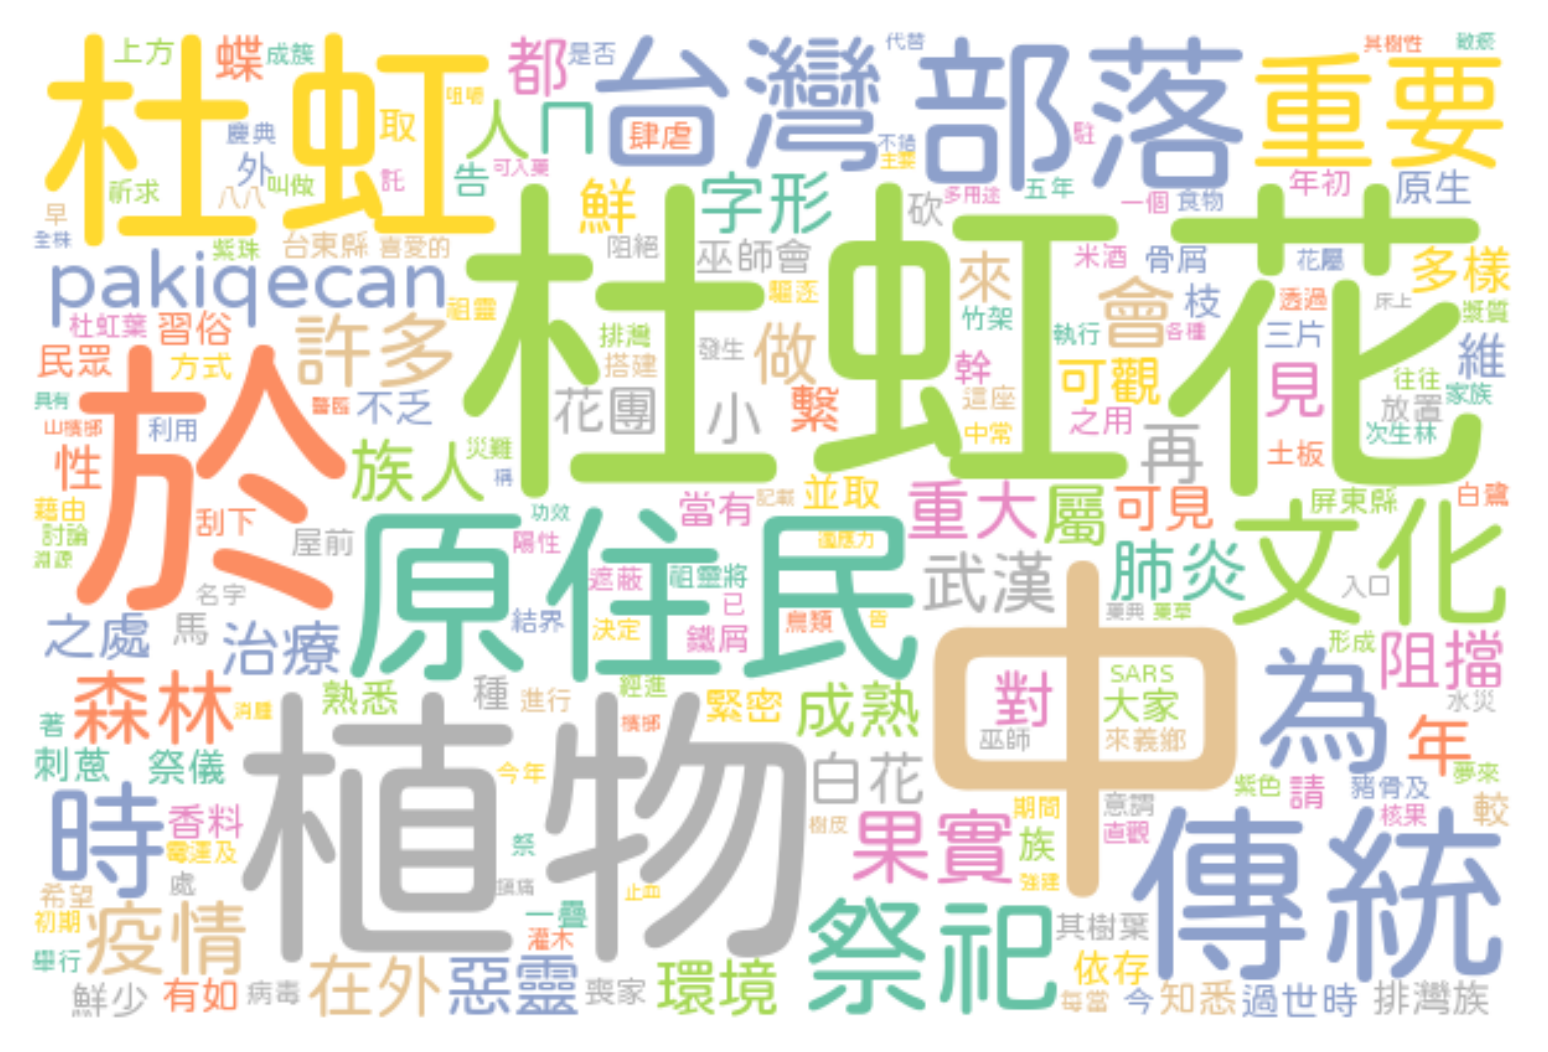 上方
蝶
成簇
都
是否
台灣
代替
部落
其樹性
重要
杜虹
咀嚼
取
慶典
人
冂
肆虐
不錯
主要
駐
外
叫做
託
告
可入藥
祈求
八八
早
全株
紫珠
台東縣
喜愛的
鮮
字形
砍
多用途
五年
一個
食物
年初
原生
杜虹花
阻絕
巫師會
pakiqecan
祖靈
驅逐
來
米酒
骨屑
花屬
多樣
杜虹葉
習俗
許多
排灣
搭建
發生
做
竹架
會
枝
透過
床上
漿質
執行
各種
三片
維
民眾
方式
幹
可觀
見
往往
家族
具有
不乏
花團
小
繫
這座
之用
放置
山檳榔
利用
於
中常
再
次生林
性
族人
災難
稱
土板
藉由
刮下
當有
記載
並取
重大
屬
可見
屏東縣
白鷺
討論
屋前
功效
陽性
適應力
文化
原住民
遮蔽
祖靈將
武漢
肺炎
入口
名字
已
藥典
藥草
之處
馬
治療
結界
決定
鐵屑
鳥類
皆
中
形成
阻擋
森林
消腫
熟悉
種
進行
經進
緊密
成熟
對
SARS
大家
為
水災
著
檳榔
巫師
來義鄉
年
刺蔥
祭儀
植物
今年
白花
夢來
紫色
請
豬骨及
時
香料
期間
意謂
核果
較
霉運及
樹皮
果實
族
直觀
傳統
祭
希望
處
鎮痛
止血
強建
初期
疫情
一疊
灌木
祭祀
其樹葉
舉行
依存
鮮少
有如
病毒
在外
惡靈
喪家
環境
每當
今
知悉
過世時
排灣族